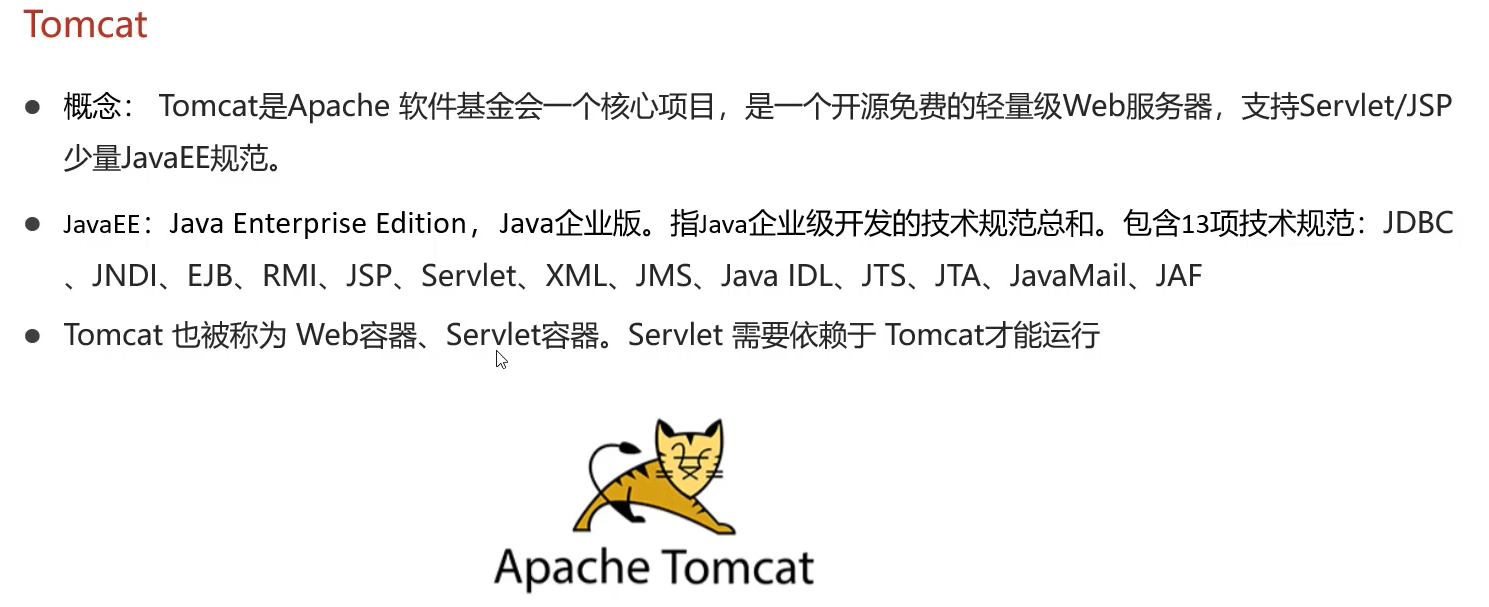 Tomcat
概念： Tomcat是Apache 软件基金会一个核心项目，是一个开源免费的轻量级Web服务器，支持Servlet/JSP
少量JavaEE规范。
JavaEE：Java Enterprise Edition，Java企业版。指Java企业级开发的技术规范总和。包含13项技术规范：JDBC
、JNDI、EJB、RMI、JSP、Servlet、XML、JMS、Java IDL、JTS、JTA、JavaMail、JAF
Tomcat 也被称为 Web容器、Servlet容器。Servlet 需要依赖于 Tomcat才能运行
Apache Tomcat